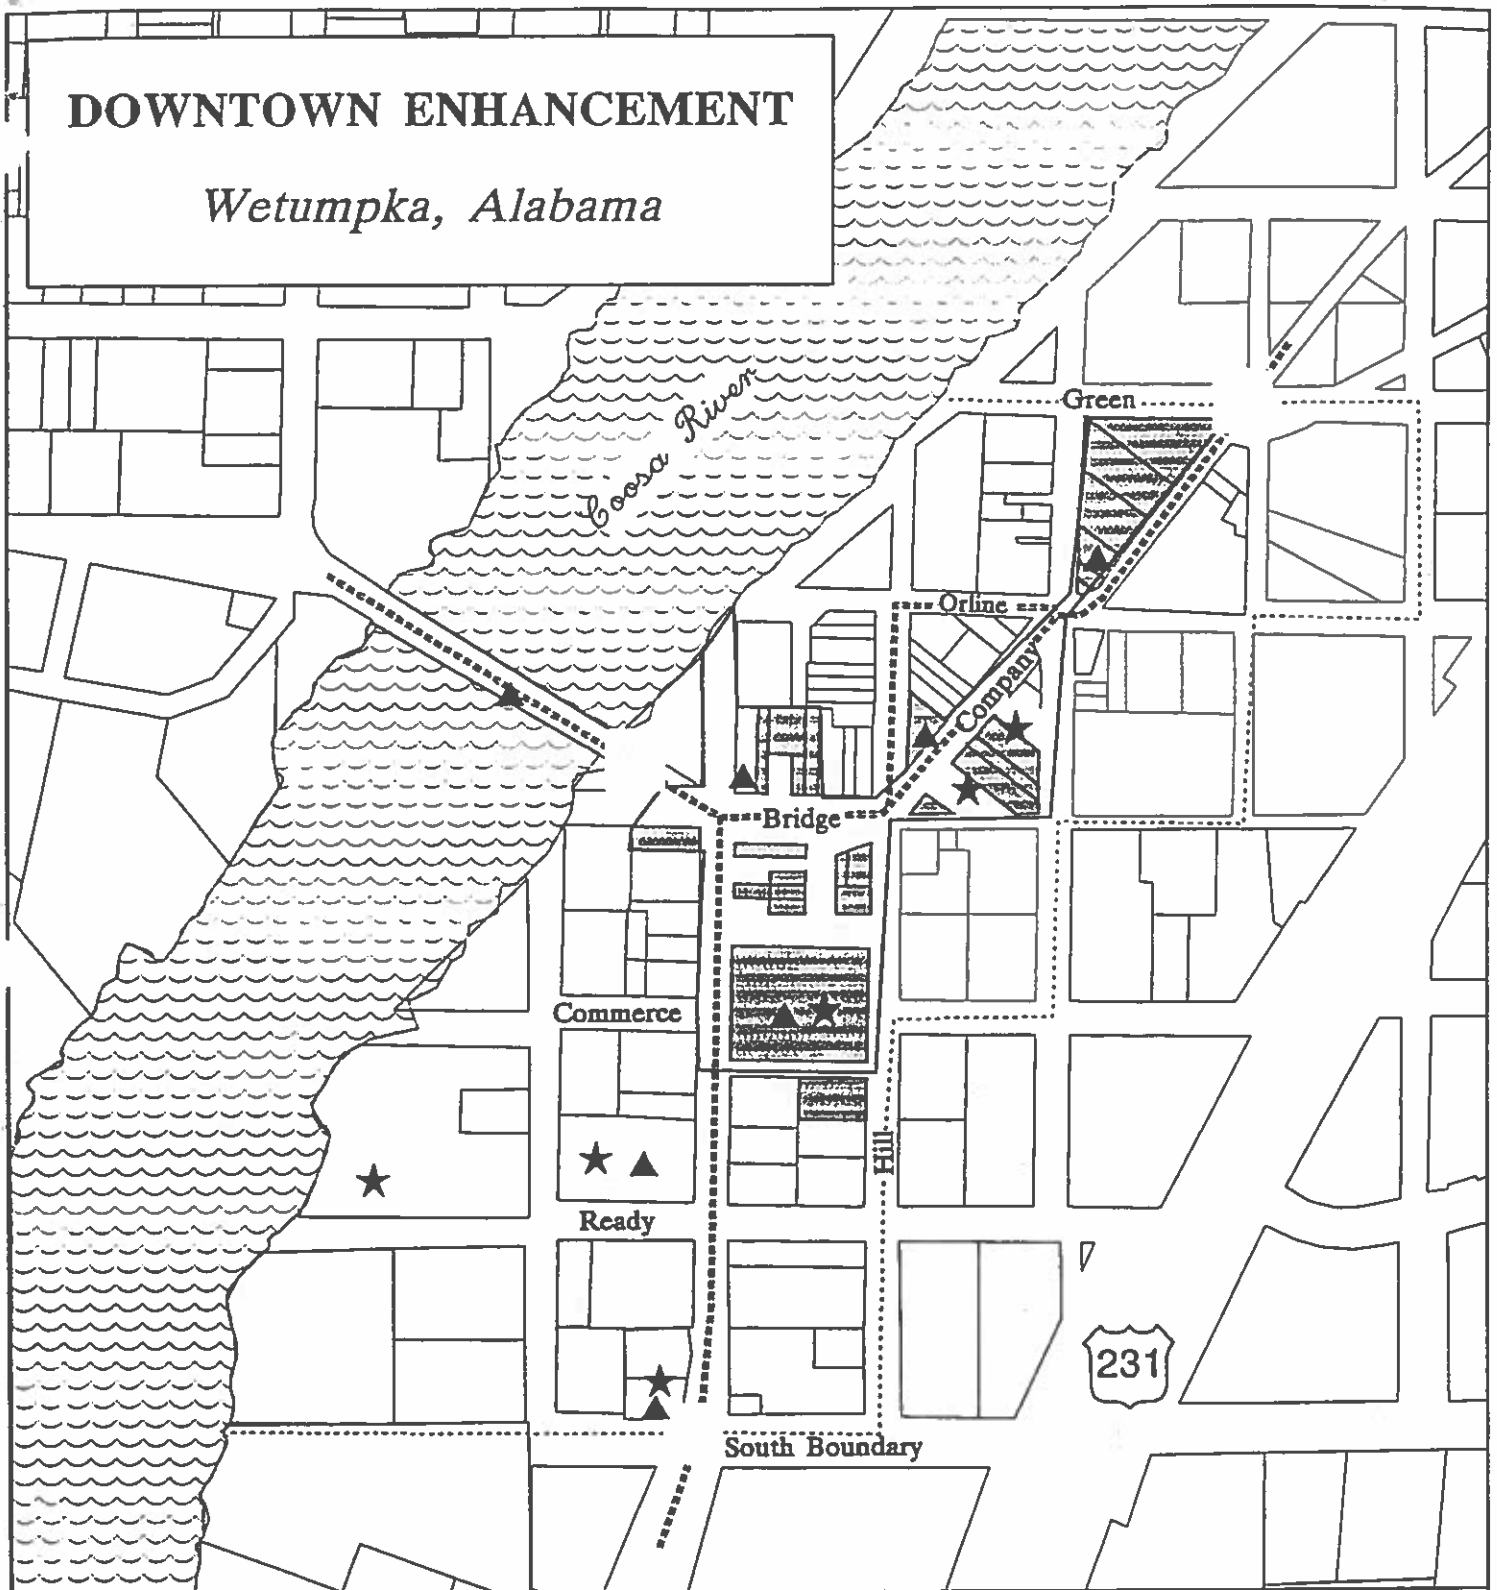 DOWNTOWN ENHANCEMENT
Wetumpka, Alabama
Coosa River
Green
Orline
Company
Bridge
Commerce
Hill
Ready
231
South Boundary